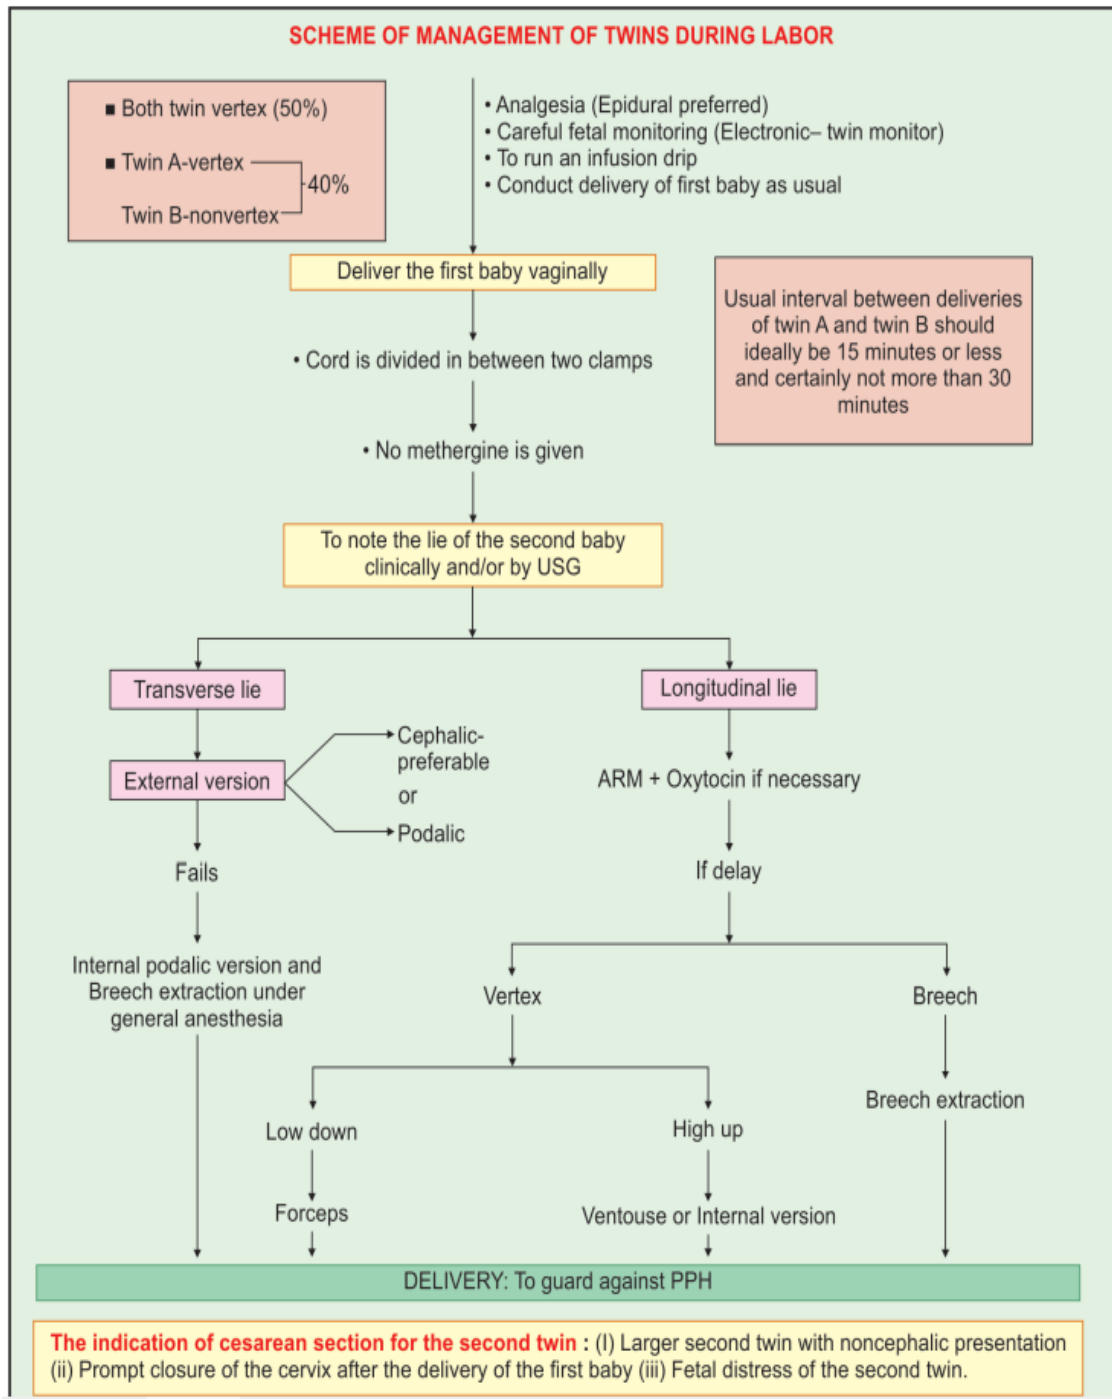 SCHEME OF MANAGEMENT OF TWINS DURING LABOR
■ Both twin vertex (50%)
■ Twin A-vertex
40%
Twin B-nonvertex
• Analgesia (Epidural preferred)
• Careful fetal monitoring (Electronic– twin monitor)
• To run an infusion drip
• Conduct delivery of first baby as usual
Deliver the first baby vaginally
Usual interval between deliveries
of twin A and twin B should
ideally be 15 minutes or less
and certainly not more than 30
minutes
• Cord is divided in between two clamps
• No methergine is given
To note the lie of the second baby
clinically and/or by USG
Transverse lie
External version
Cephalic-
preferable
or
Podalic
Fails
Internal podalic version and
Breech extraction under
general anesthesia
Longitudinal lie
ARM + Oxytocin if necessary
If delay
Vertex
Low down
Forceps
High up
Ventouse or Internal version
Breech
Breech extraction
DELIVERY: To guard against PPH
The indication of cesarean section for the second twin : (I) Larger second twin with noncephalic presentation
(ii) Prompt closure of the cervix after the delivery of the first baby (iii) Fetal distress of the second twin.